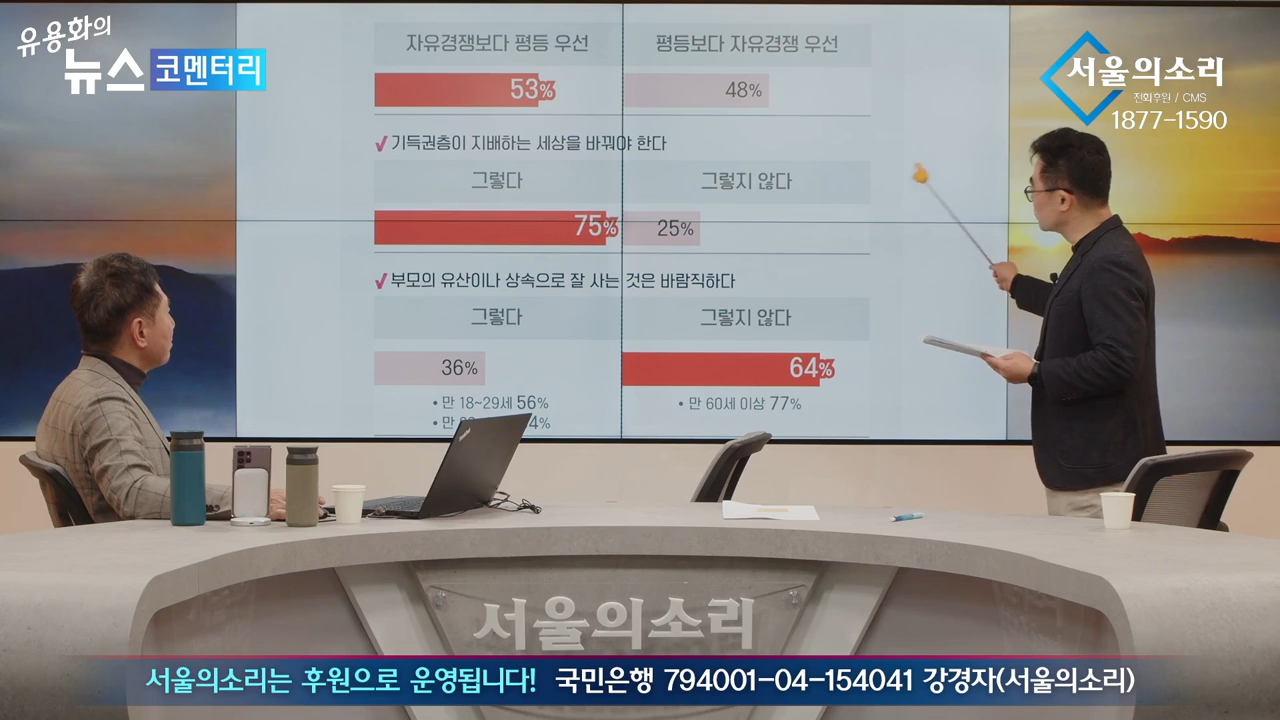 유용화의
뉴스 코멘터리
서울의소리
전화후원 / CMS
1877-1590
자유경쟁보다 평등 우선 평등보다 자유경쟁 우선
53% 48%
✓ 기득권층이 지배하는 세상을 바꿔야 한다
그렇다 그렇지 않다
75% 25%
✓ 부모의 유산이나 상속으로 잘 사는 것은 바람직하다
그렇다 그렇지 않다
36% 64%
• 만 18~29세 56% • 만 60세 이상 77%
• 만 4%
서울의소리
서울의소리는 후원으로 운영됩니다! 국민은행 794001-04-154041 강경자(서울의소리)